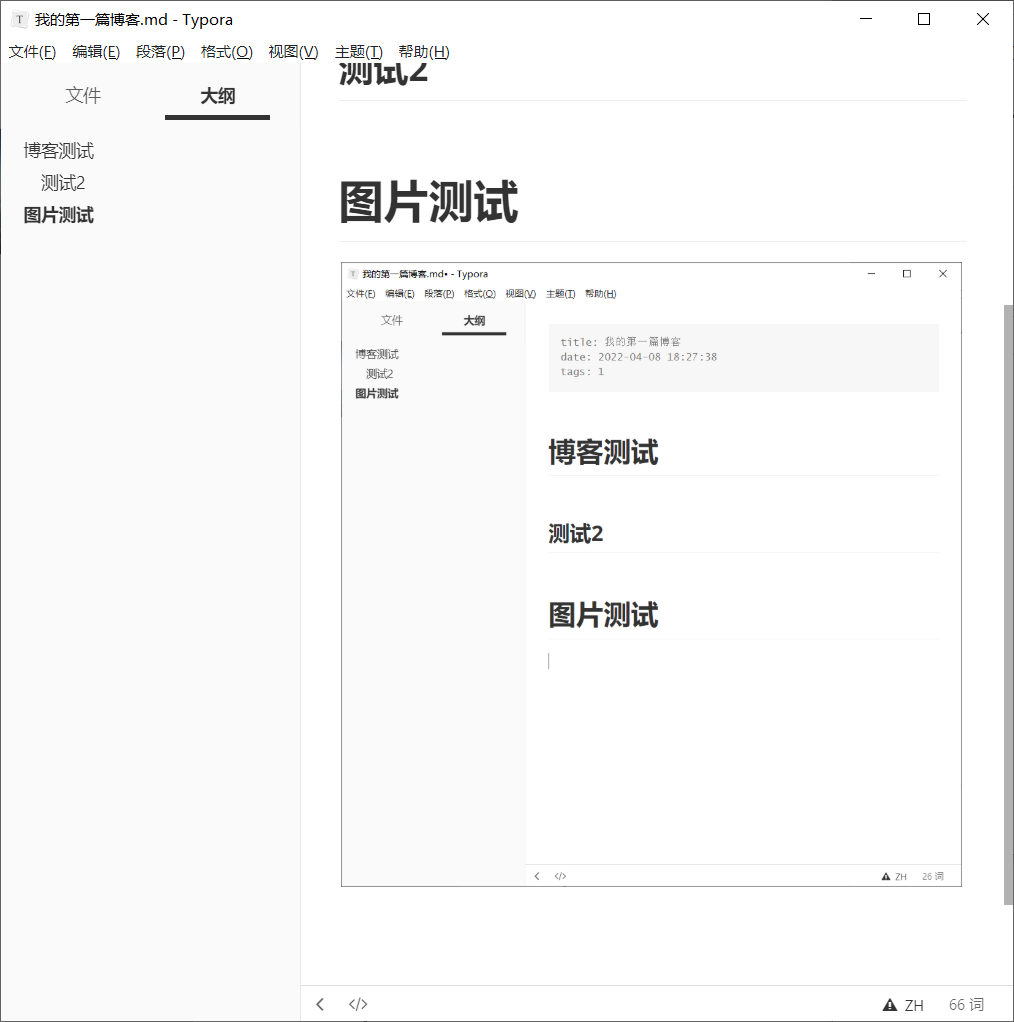 我的第一篇博客.md - Typora
文件(F) 编辑(E) 段落(P) 格式(O) 视图(V) 主题(T) 帮助(H)
文件 大纲
博客测试
测试2
图片测试
测试2
图片测试
我的第一篇博客.md• - Typora
文件(F) 编辑(E) 段落(P) 格式(O) 视图(V) 主题(T) 帮助(H)
文件 大纲
博客测试
测试2
图片测试
title: 我的第一篇博客
date: 2022-04-08 18:27:38
tags: 1
博客测试
测试2
图片测试
</> ZH 26 词
</> ZH 66 词